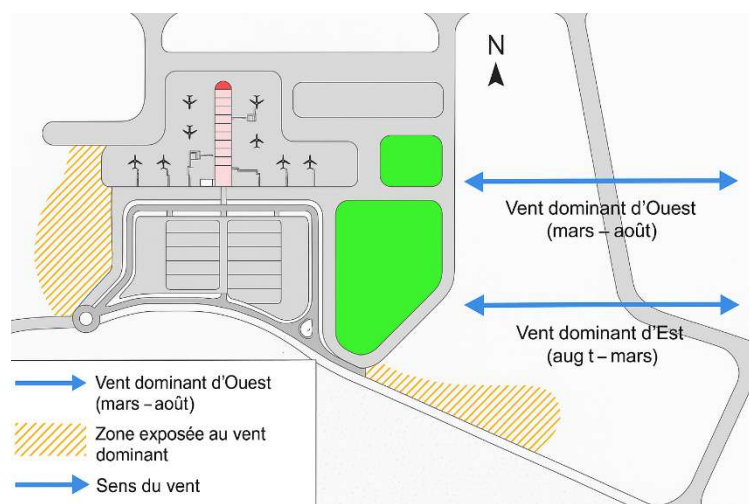 N
Vent dominant d'Ouest
(mars – août)
Vent dominant d'Est
(aug t – mars)
Vent dominant d'Ouest
(mars – août)
Zone exposée au vent
dominant
Sens du vent